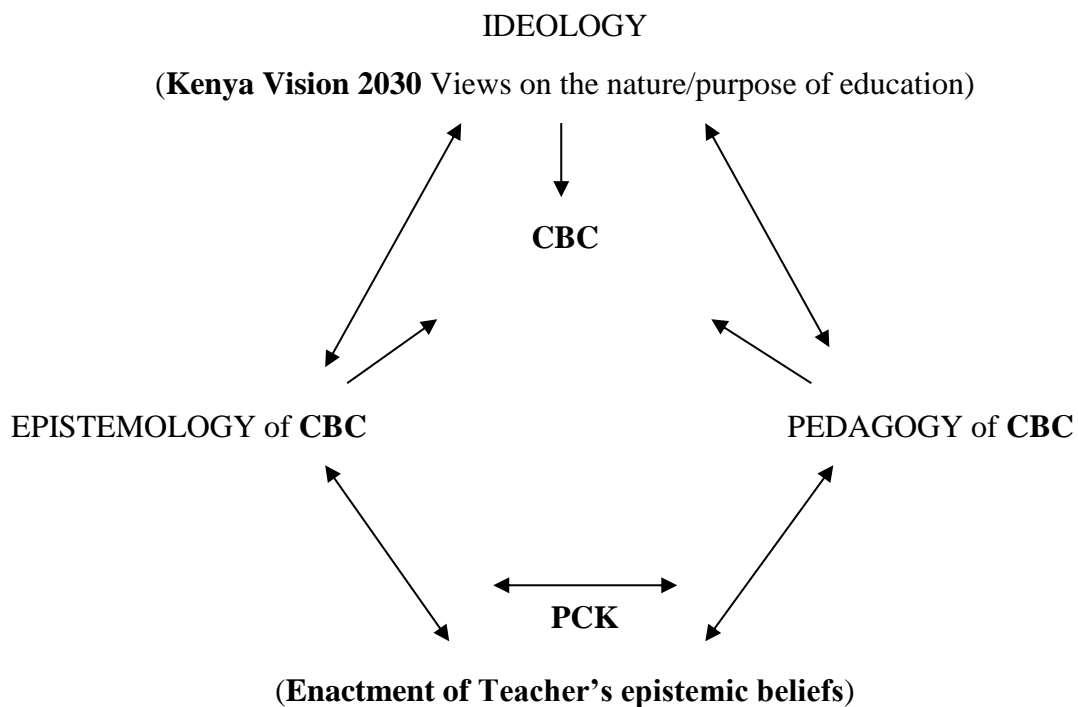 IDEOLOGY
(Kenya Vision 2030 Views on the nature/purpose of education)
CBC
EPISTEMOLOGY of CBC
PEDAGOGY of CBC
PCK
(Enactment of Teacher’s epistemic beliefs)